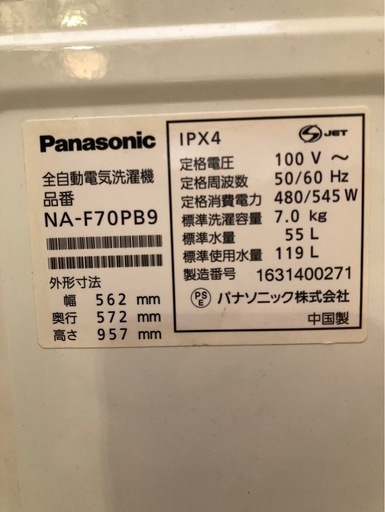 Panasonic
全自動電気洗濯機
品番
NA-F70PB9
外形寸法
幅 562 mm
奥行 572 mm
高さ 957 mm
IPX4
S JET
定格電圧 100 V ～
定格周波数 50/60 Hz
定格消費電力 480/545 W
標準洗濯容量 7.0 kg
標準水量 55 L
標準使用水量 119 L
製造番号 1631400271
PSE パナソニック株式会社
中国製